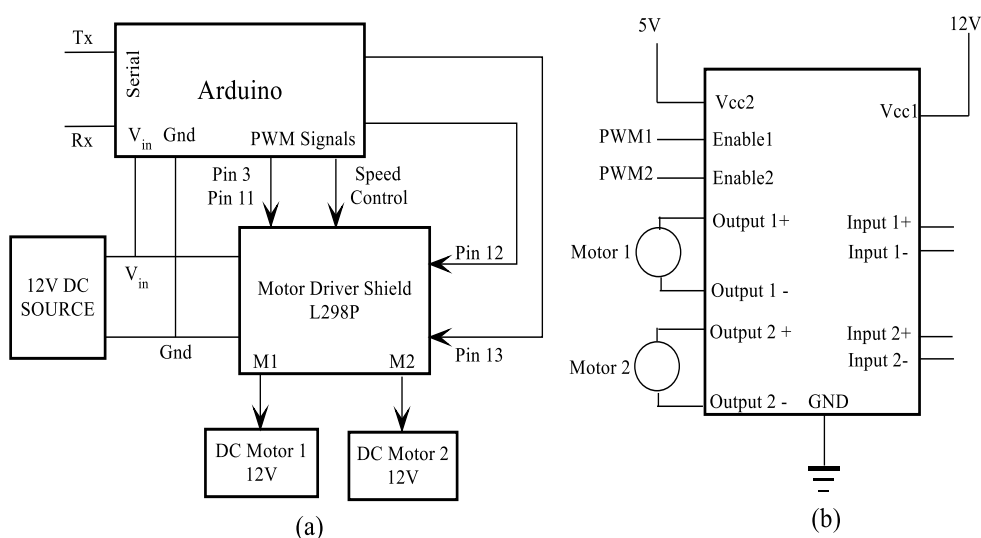 Tx
Rx
Serial
Arduino
Vin
Gnd
PWM Signals
Pin 3
Pin 11
Speed
Control
Pin 12
Pin 13
12V DC
SOURCE
Vin
Gnd
Motor Driver Shield
L298P
M1
M2
DC Motor 1
12V
DC Motor 2
12V
(a)
5V
12V
Vcc2
Vcc1
PWM1
Enable1
PWM2
Enable2
Output 1+
Input 1+
Motor 1
Input 1-
Output 1 -
Output 2 +
Input 2+
Motor 2
Input 2-
Output 2 -
GND
(b)